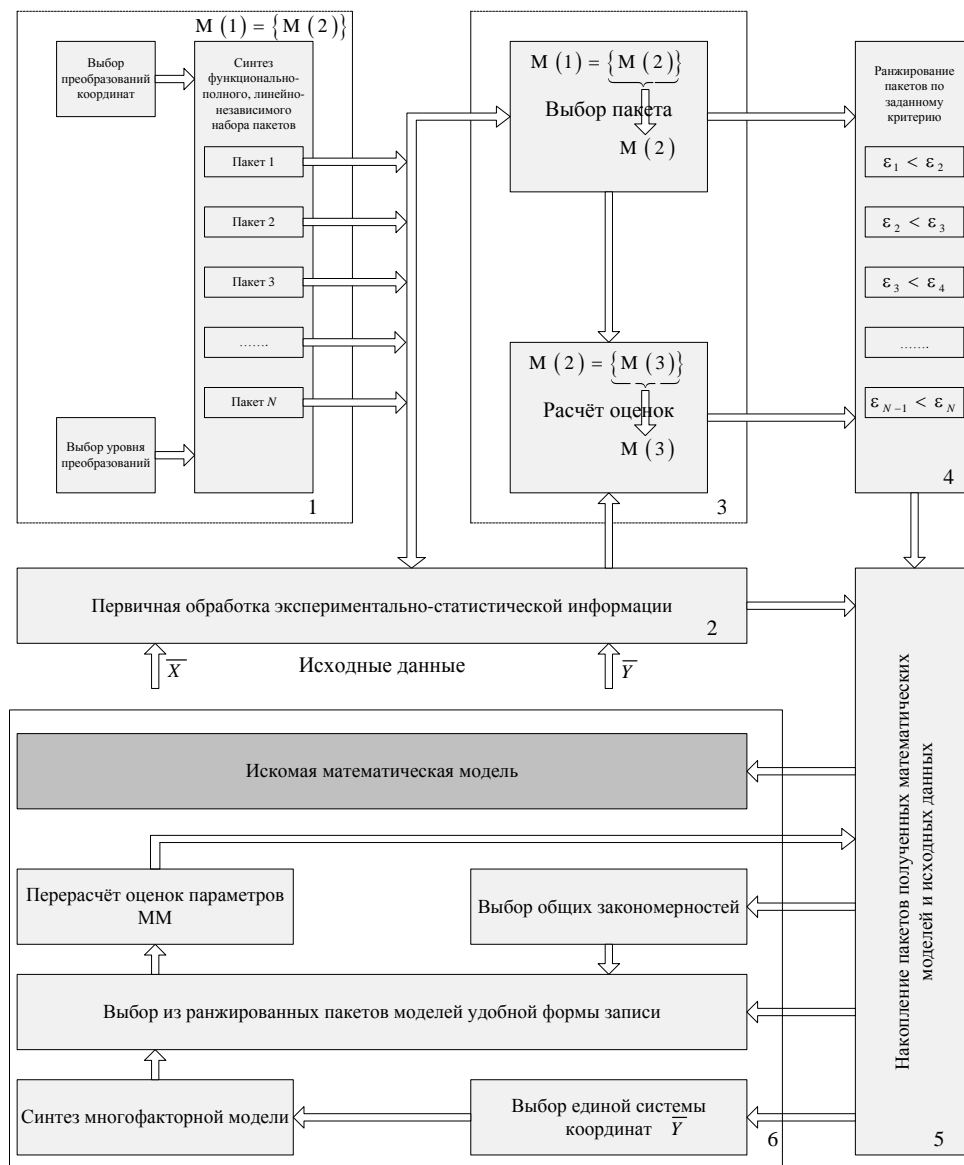 M ( 1 ) = { M ( 2 ) }
Выбор
преобразований
координат
Синтез
функционально-
полного, линейно-
независимого
набора пакетов
Пакет 1
Пакет 2
Пакет 3
…….
Пакет N
Выбор уровня
преобразований
1
M ( 1 ) = { M ( 2 ) }
Выбор пакета
M ( 2 )
M ( 2 ) = { M ( 3 ) }
Расчёт оценок
M ( 3 )
3
Ранжирование
пакетов по
заданному
критерию
ε₁ < ε₂
ε₂ < ε₃
ε₃ < ε₄
…….
ε_{N−1} < ε_N
4
Первичная обработка экспериментально-статистической информации
2
X̅
Исходные данные
Y̅
Искомая математическая модель
Перерасчёт оценок параметров
ММ
Выбор общих закономерностей
Выбор из ранжированных пакетов моделей удобной формы записи
Синтез многофакторной модели
Выбор единой системы
координат Y̅
6
Накопление пакетов полученных математических
моделей и исходных данных
5